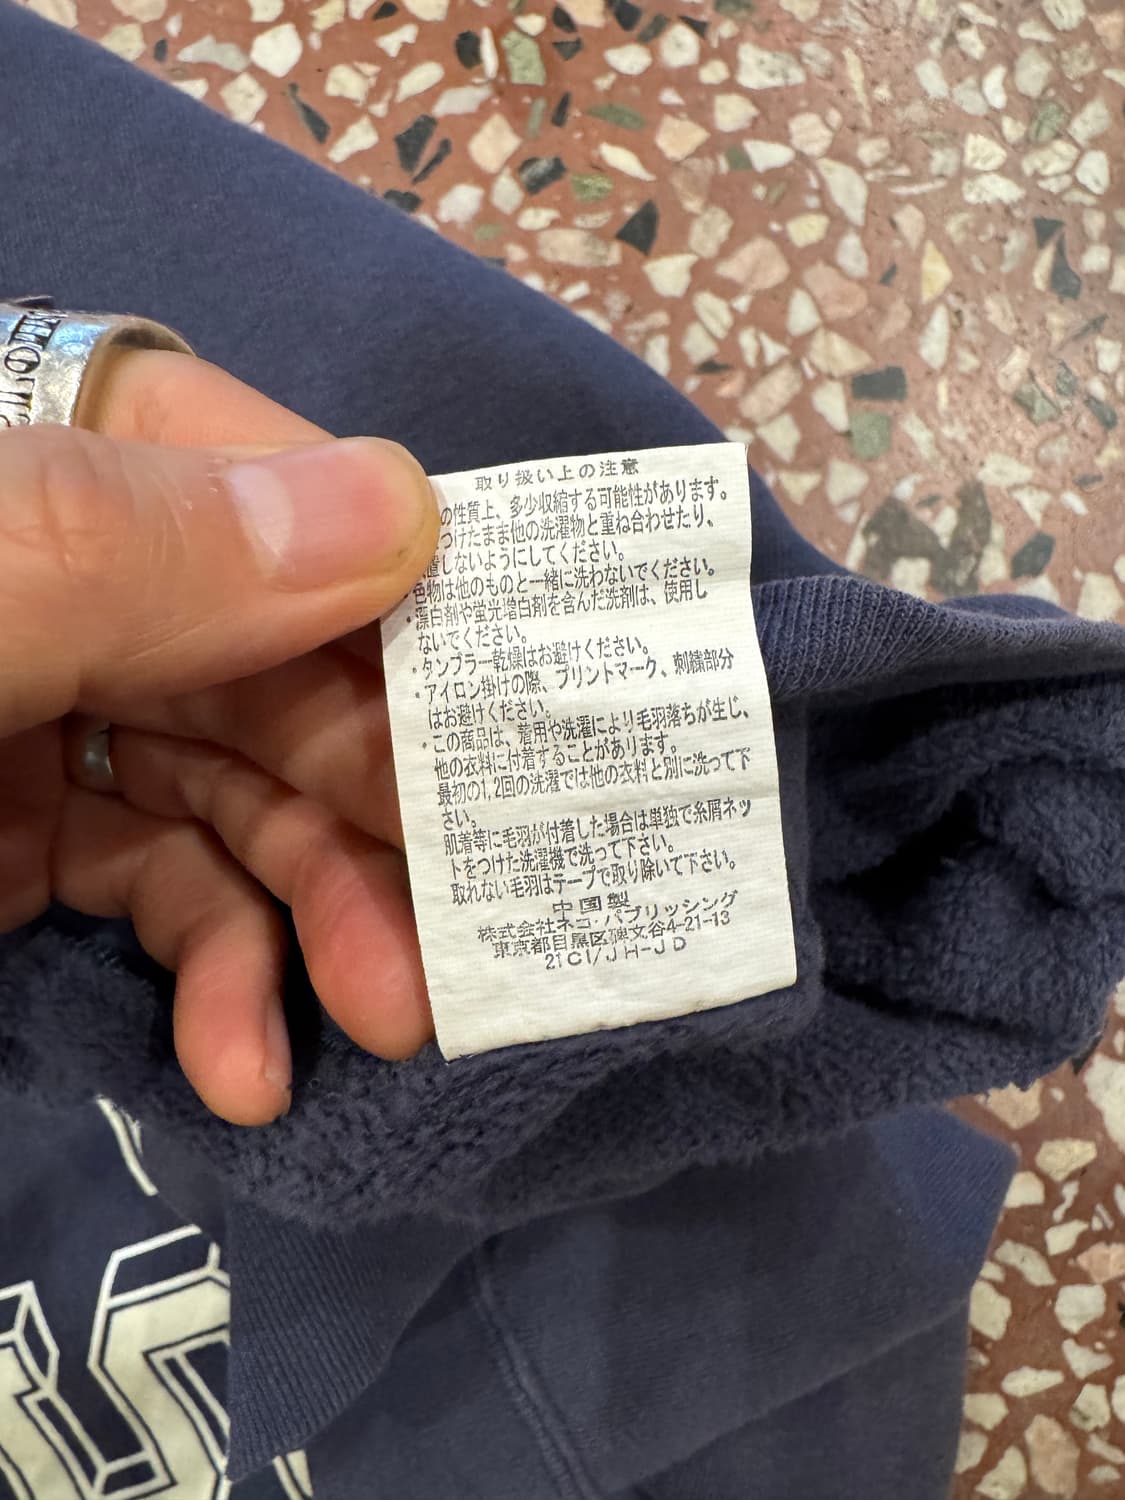 取り扱い上の注意
の性質上、多少収縮する可能性があります。
つけたまま他の洗濯物と重ね合わせたり、
置しないようにしてください。
・色物は他のものと一緒に洗わないでください。
・漂白剤や蛍光増白剤を含んだ洗剤は、使用し
ないでください。
・タンブラー乾燥はお避けください。
・アイロン掛けの際、プリントマーク、刺繍部分
はお避けください。
・この商品は、着用や洗濯により毛羽落ちが生じ、
他の衣料に付着することがあります。
最初の1,2回の洗濯では他の衣料と別に洗って下
さい。
肌着等に毛羽が付着した場合は単独で糸屑ネッ
トをつけた洗濯機で洗って下さい。
取れない毛羽はテープで取り除いて下さい。
中国製
株式会社ネコ・パブリッシング
東京都目黒区碑文谷4-21-13
21CI/JH-JD